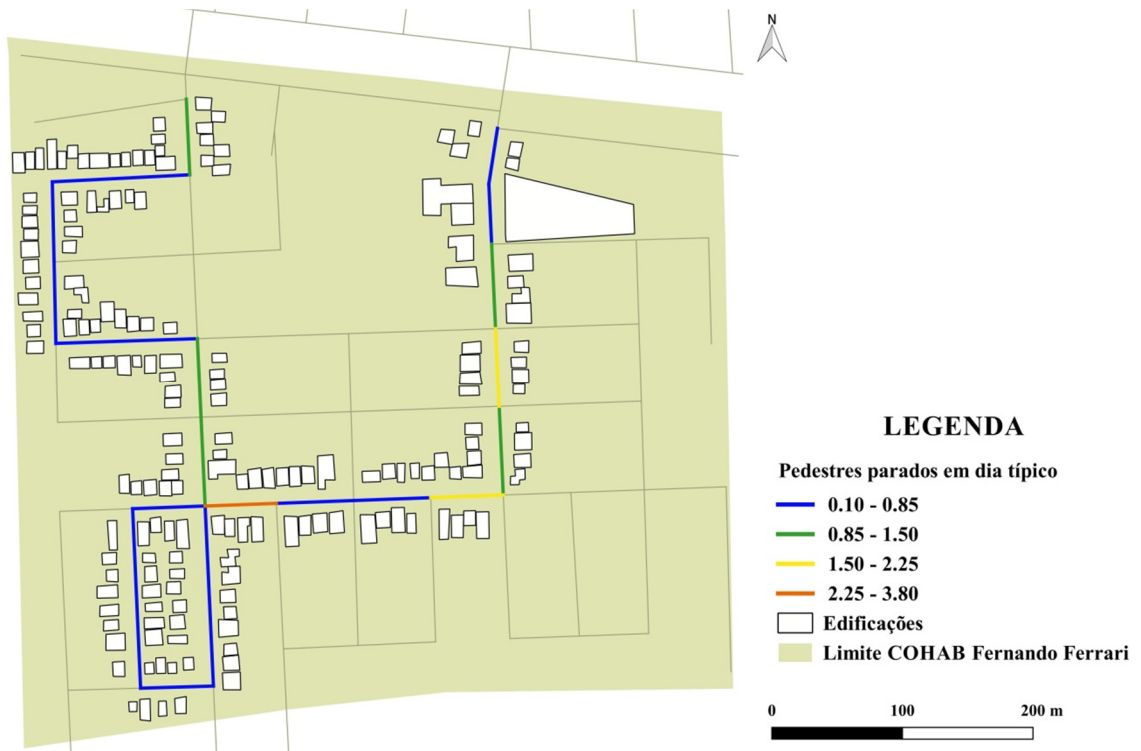 N
LEGENDA
Pedestres parados em dia típico
0.10 - 0.85
0.85 - 1.50
1.50 - 2.25
2.25 - 3.80
Edificações
Limite COHAB Fernando Ferrari
0 100 200 m